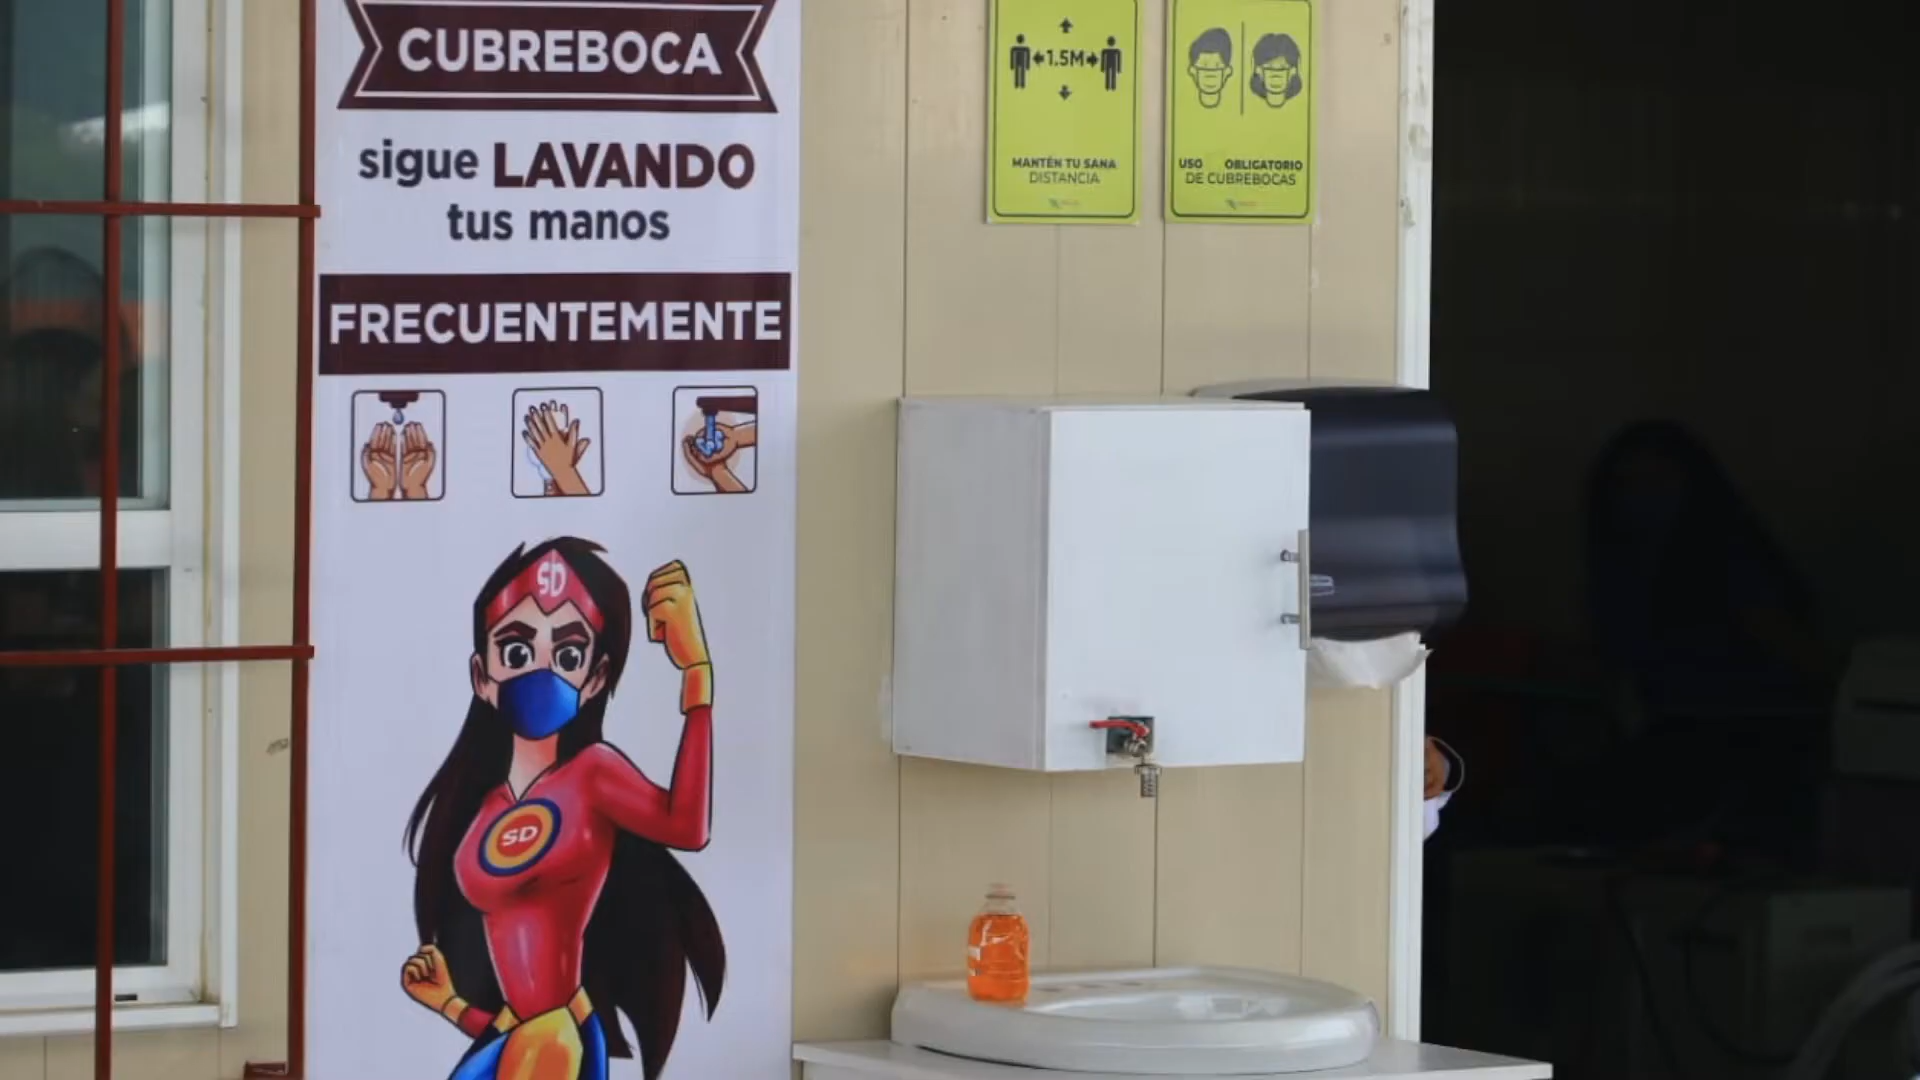 CUBREBOCA
sigue LAVANDO
tus manos
FRECUENTEMENTE
SD
SD
1.5M
MANTÉN TU SANA
DISTANCIA
USO OBLIGATORIO
DE CUBREBOCAS